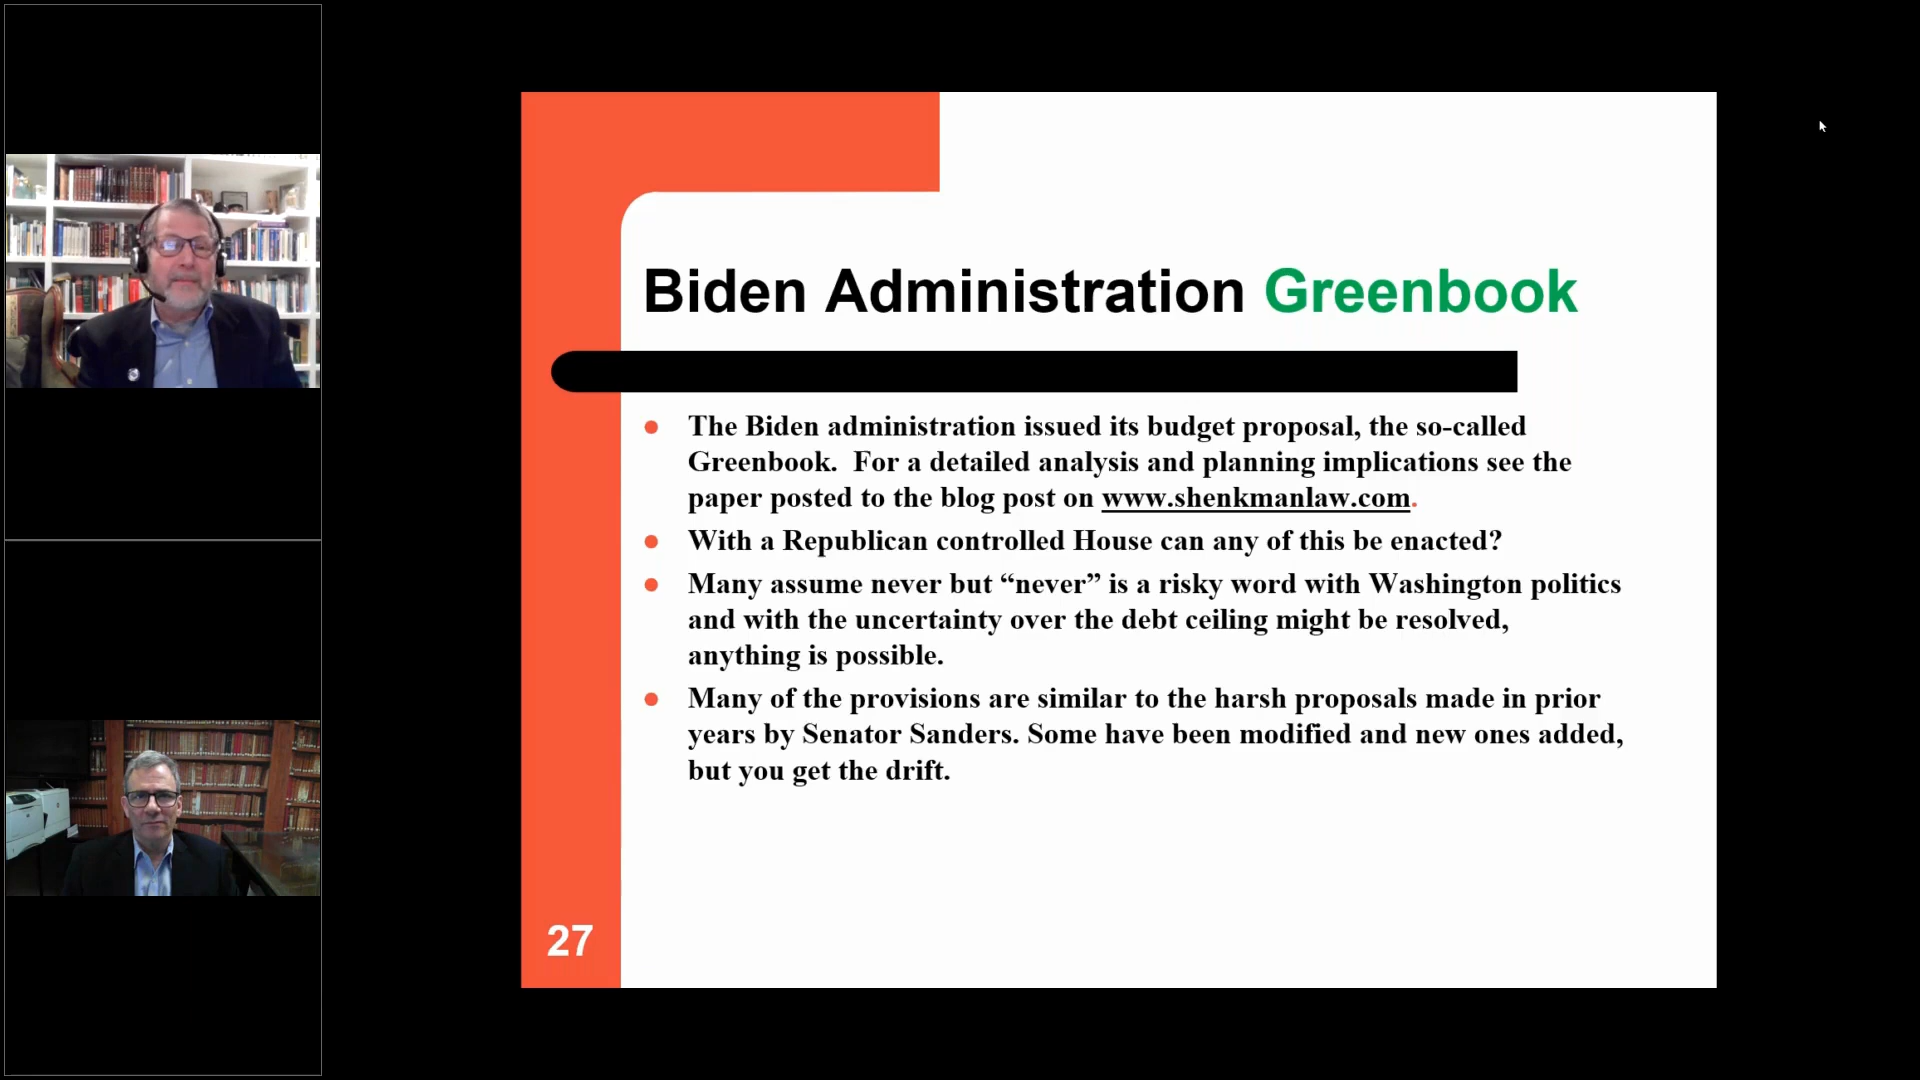 Biden Administration Greenbook
The Biden administration issued its budget proposal, the so-called
Greenbook.  For a detailed analysis and planning implications see the
paper posted to the blog post on www.shenkmanlaw.com.
With a Republican controlled House can any of this be enacted?
Many assume never but “never” is a risky word with Washington politics
and with the uncertainty over the debt ceiling might be resolved,
anything is possible.
Many of the provisions are similar to the harsh proposals made in prior
years by Senator Sanders. Some have been modified and new ones added,
but you get the drift.
27